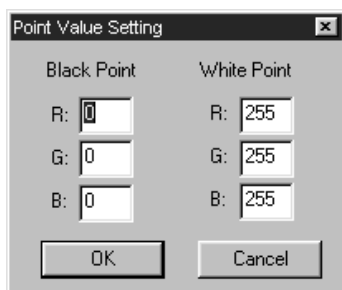 Point Value Setting
Black Point White Point
R: 0 R: 255
G: 0 G: 255
B: 0 B: 255
OK Cancel